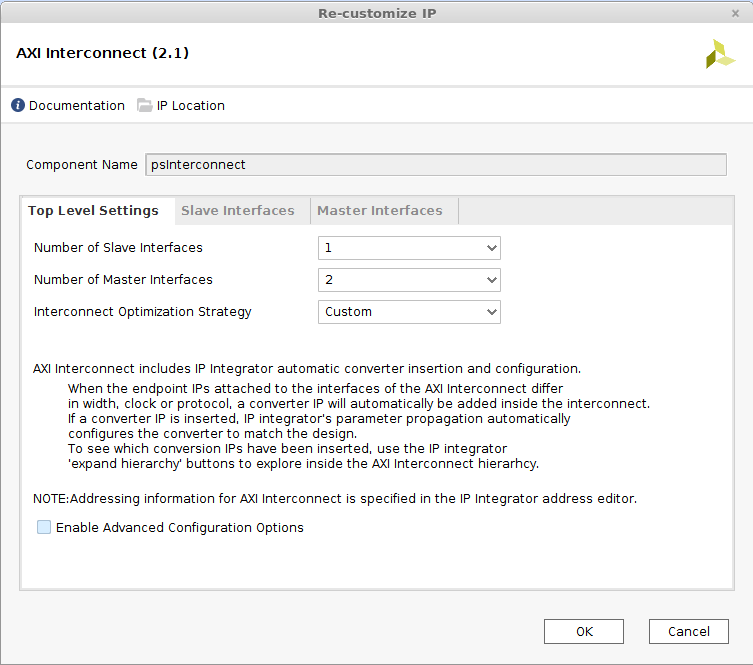 Re-customize IP
×
AXI Interconnect (2.1)
i Documentation IP Location
Component Name psInterconnect
Top Level Settings Slave Interfaces Master Interfaces
Number of Slave Interfaces 1
Number of Master Interfaces 2
Interconnect Optimization Strategy Custom
AXI Interconnect includes IP Integrator automatic converter insertion and configuration.
When the endpoint IPs attached to the interfaces of the AXI Interconnect differ
in width, clock or protocol, a converter IP will automatically be added inside the interconnect.
If a converter IP is inserted, IP integrator's parameter propagation automatically
configures the converter to match the design.
To see which conversion IPs have been inserted, use the IP integrator
'expand hierarchy' buttons to explore inside the AXI Interconnect hierarhcy.
NOTE:Addressing information for AXI Interconnect is specified in the IP Integrator address editor.
Enable Advanced Configuration Options
OK Cancel